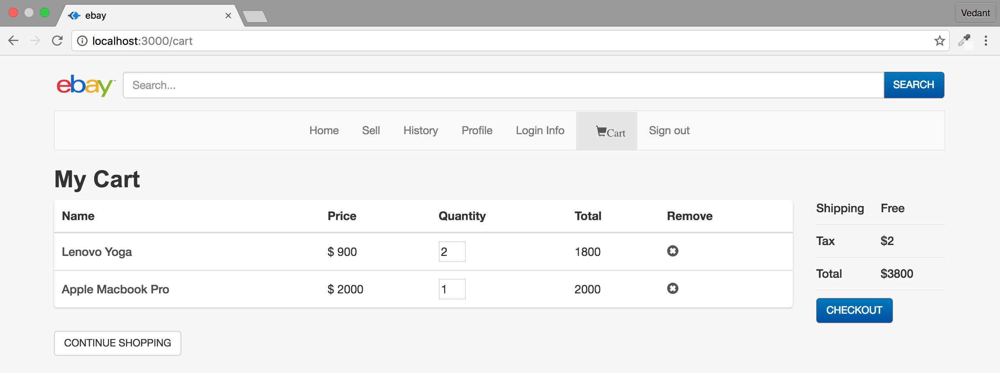 ebay
Vedant
localhost:3000/cart
ebay™
Search...
SEARCH
Home Sell History Profile Login Info Cart Sign out
My Cart
Name Price Quantity Total Remove
Lenovo Yoga $ 900 2 1800
Apple Macbook Pro $ 2000 1 2000
Shipping Free
Tax $2
Total $3800
CHECKOUT
CONTINUE SHOPPING